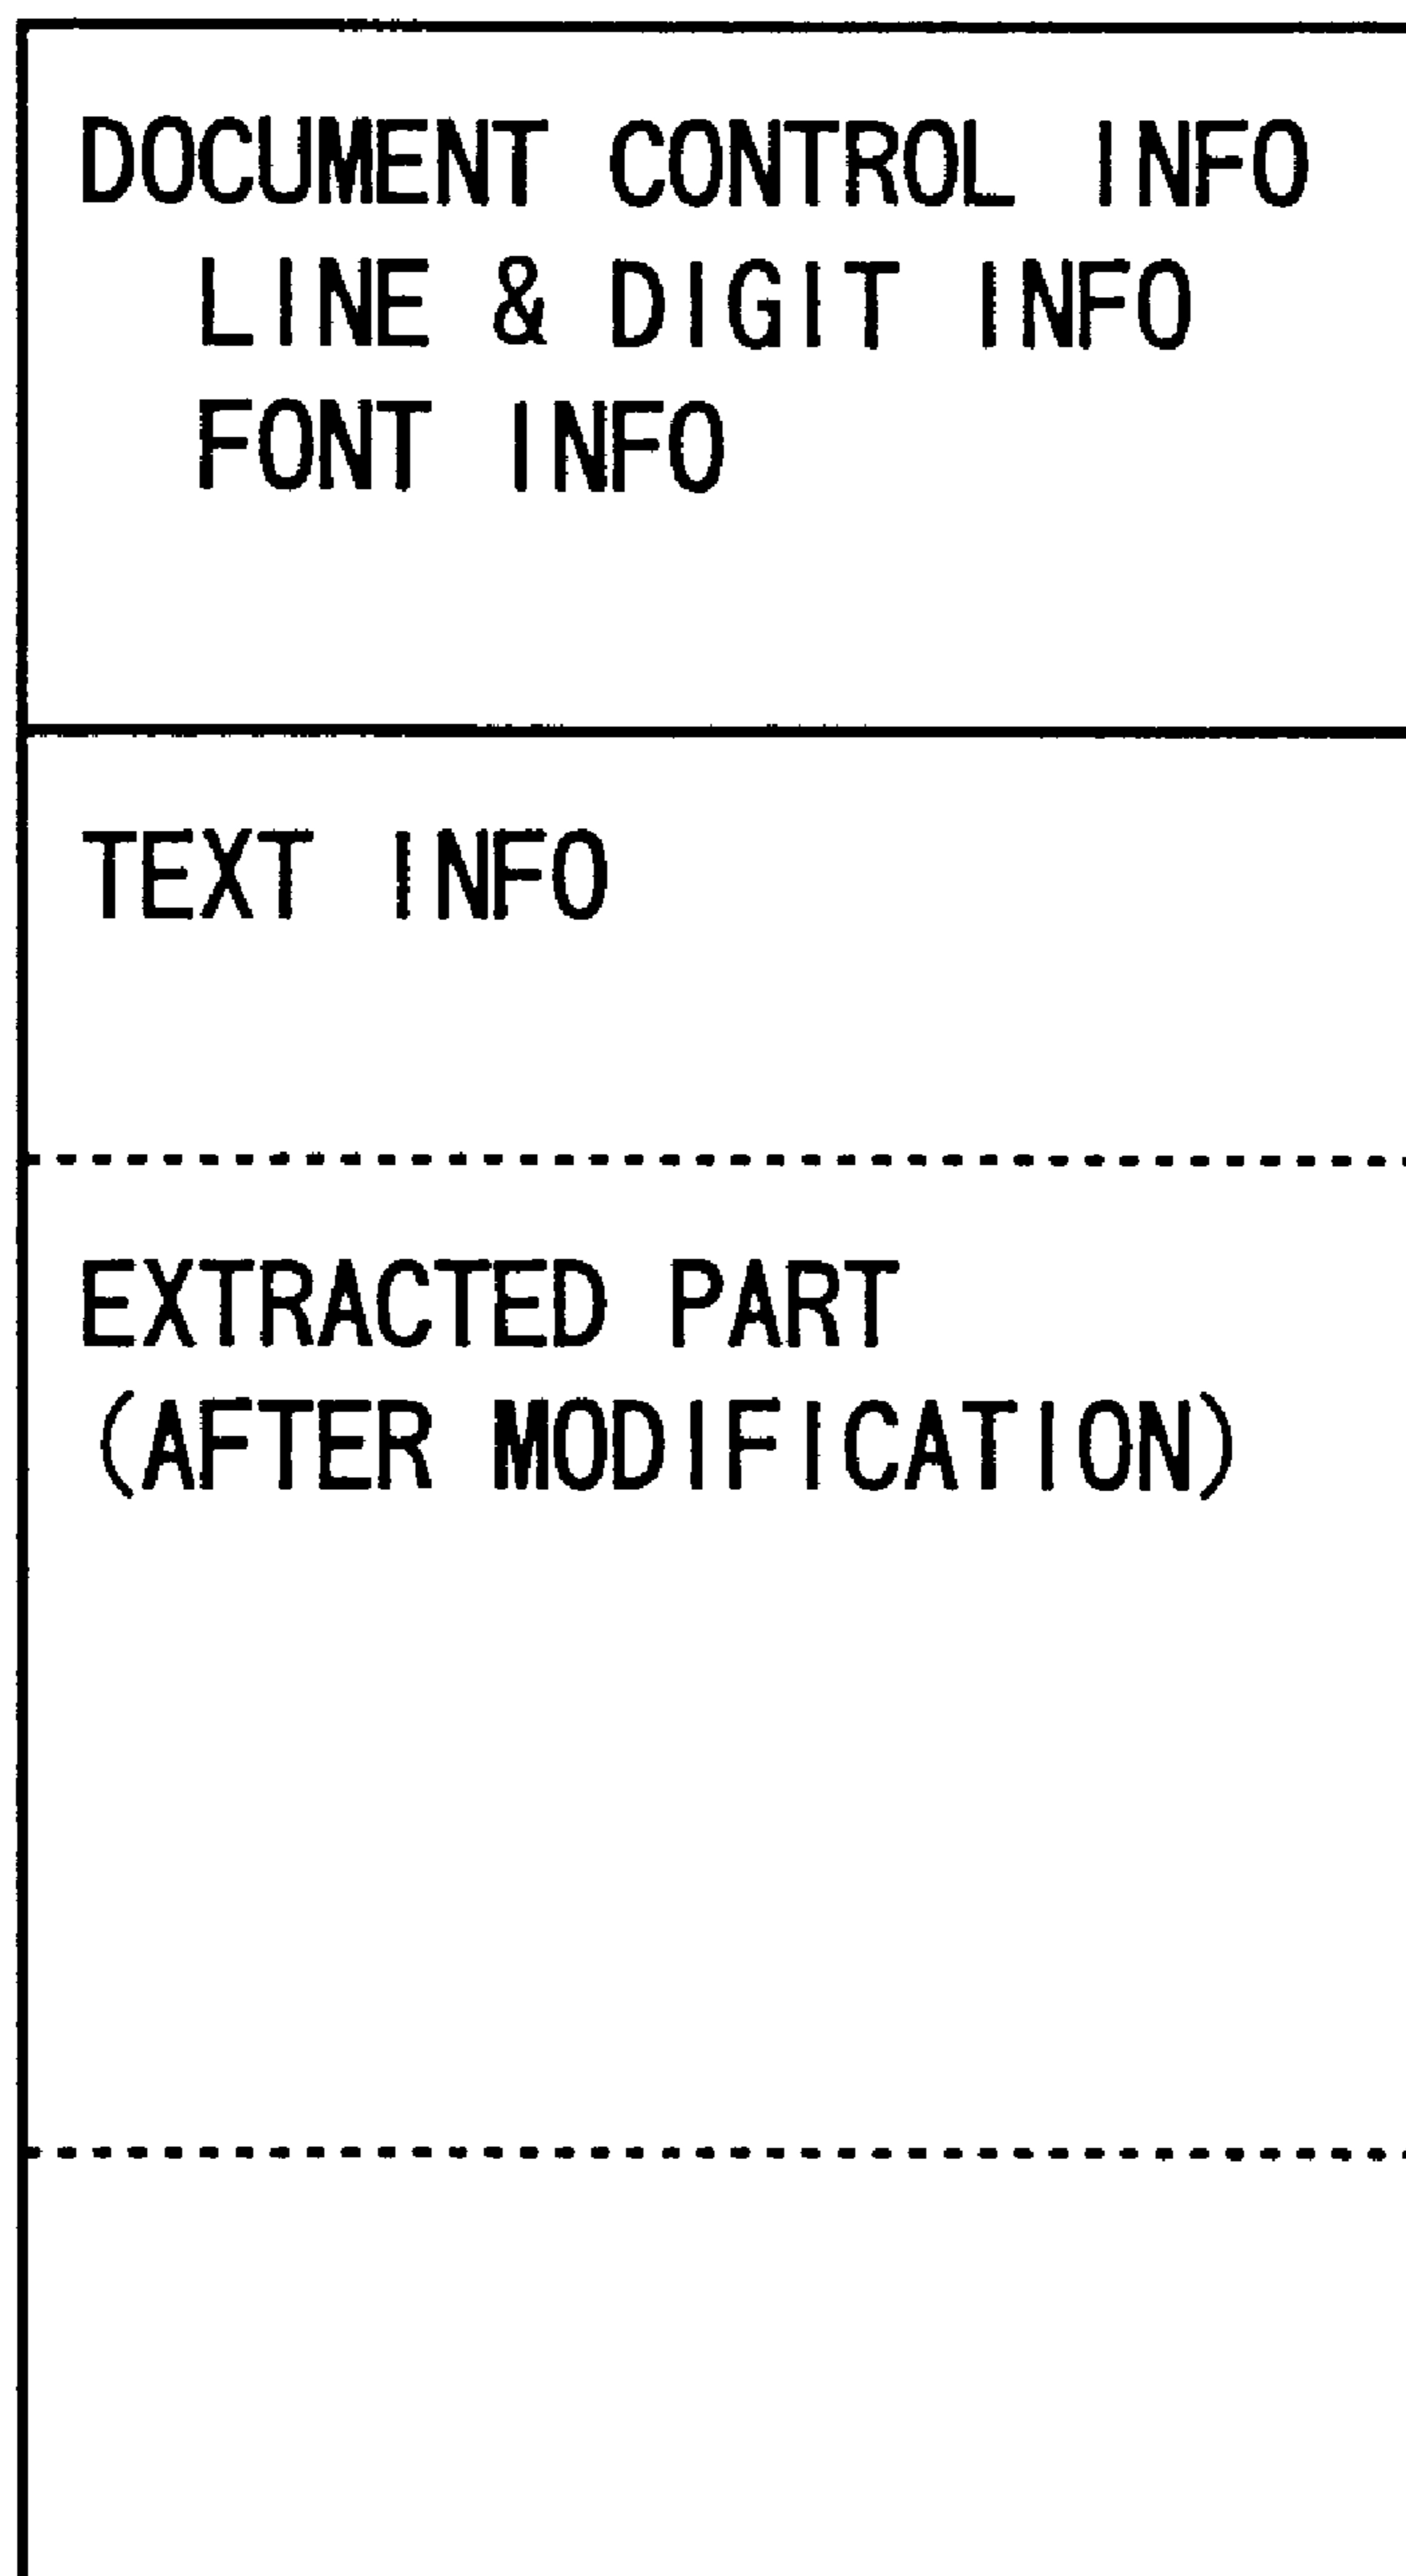 DOCUMENT CONTROL INFO
LINE & DIGIT INFO
FONT INFO
TEXT INFO
EXTRACTED PART
(AFTER MODIFICATION)